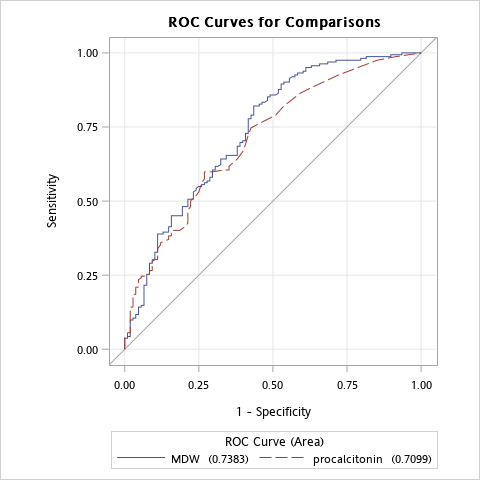 ROC Curves for Comparisons
1.00
0.75
0.50
0.25
0.00
Sensitivity
0.00 0.25 0.50 0.75 1.00
1 - Specificity
ROC Curve (Area)
MDW (0.7383) procalcitonin (0.7099)